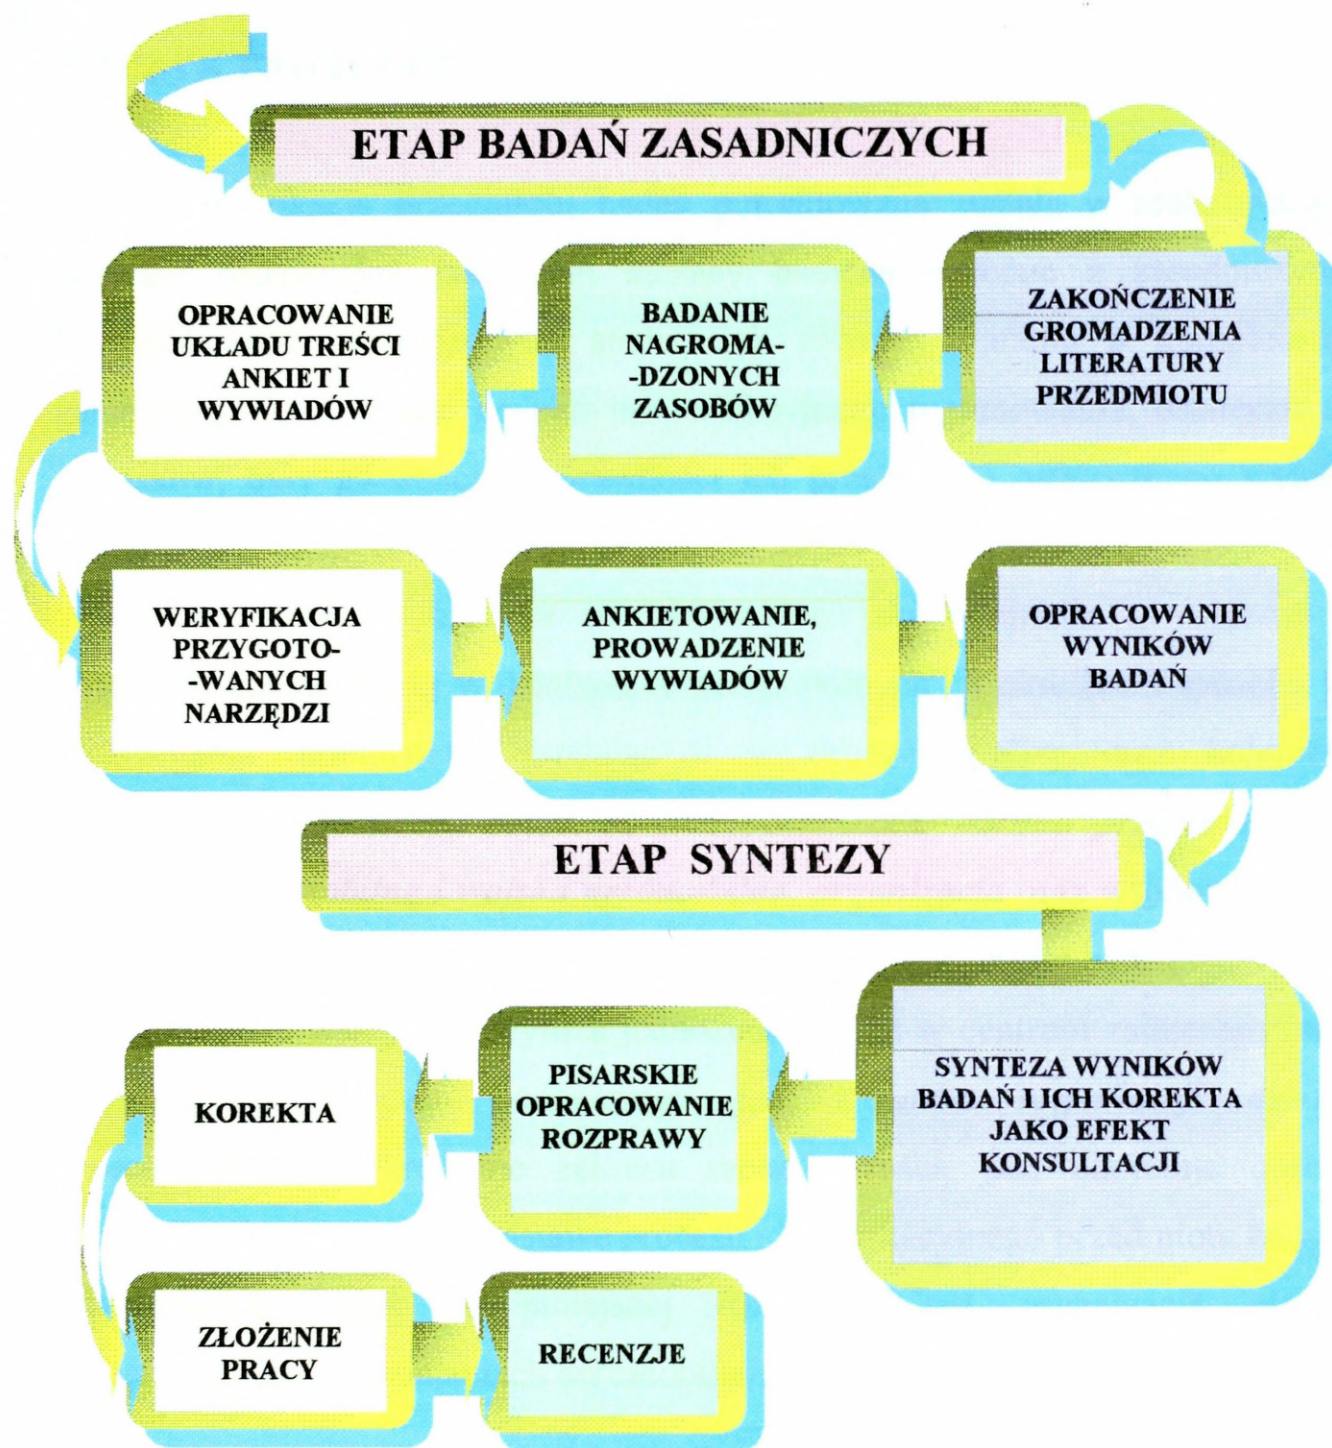 ETAP BADAŃ ZASADNICZYCH
ZAKOŃCZENIE
GROMADZENIA
LITERATURY
PRZEDMIOTU
BADANIE
NAGROMA-
-DZONYCH
ZASOBÓW
OPRACOWANIE
UKŁADU TREŚCI
ANKIET I
WYWIADÓW
WERYFIKACJA
PRZYGOTO-
-WANYCH
NARZĘDZI
ANKIETOWANIE,
PROWADZENIE
WYWIADÓW
OPRACOWANIE
WYNIKÓW
BADAŃ
ETAP SYNTEZY
SYNTEZA WYNIKÓW
BADAŃ I ICH KOREKTA
JAKO EFEKT
KONSULTACJI
PISARSKIE
OPRACOWANIE
ROZPRAWY
KOREKTA
ZŁOŻENIE
PRACY
RECENZJE